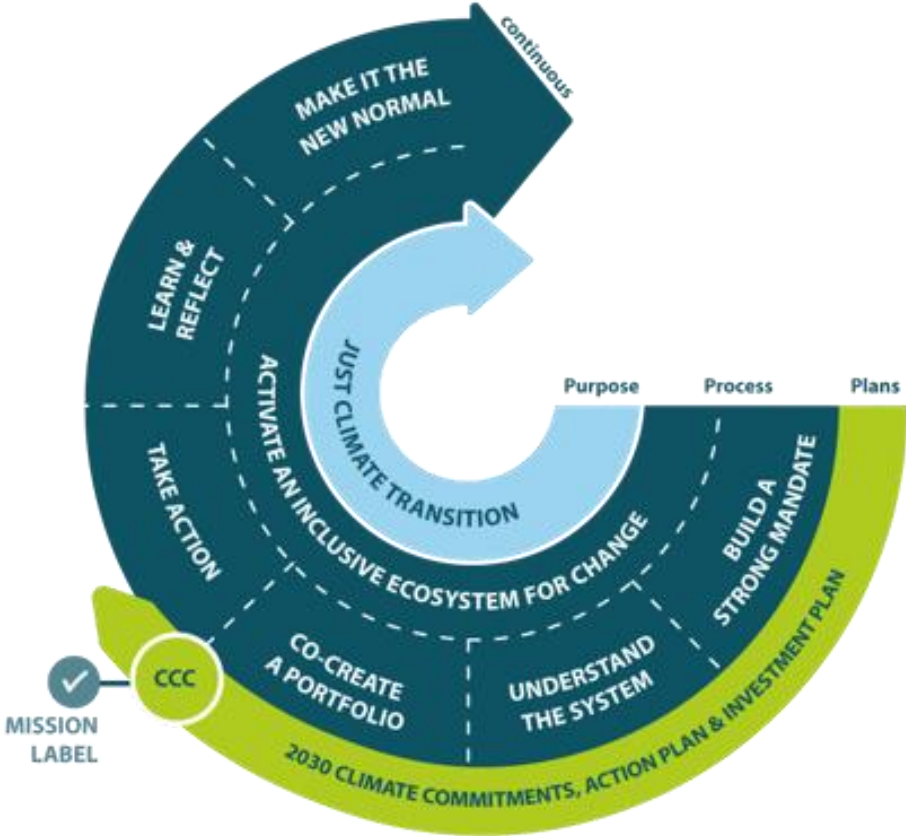 continuous
MAKE IT THE
NEW NORMAL
LEARN &
REFLECT
ACTIVATE AN INCLUSIVE ECOSYSTEM FOR CHANGE
JUST CLIMATE TRANSITION
Purpose
Process
Plans
TAKE ACTION
BUILD A
STRONG MANDATE
CO-CREATE
A PORTFOLIO
UNDERSTAND
THE SYSTEM
CCC
MISSION
LABEL
2030 CLIMATE COMMITMENTS, ACTION PLAN & INVESTMENT PLAN